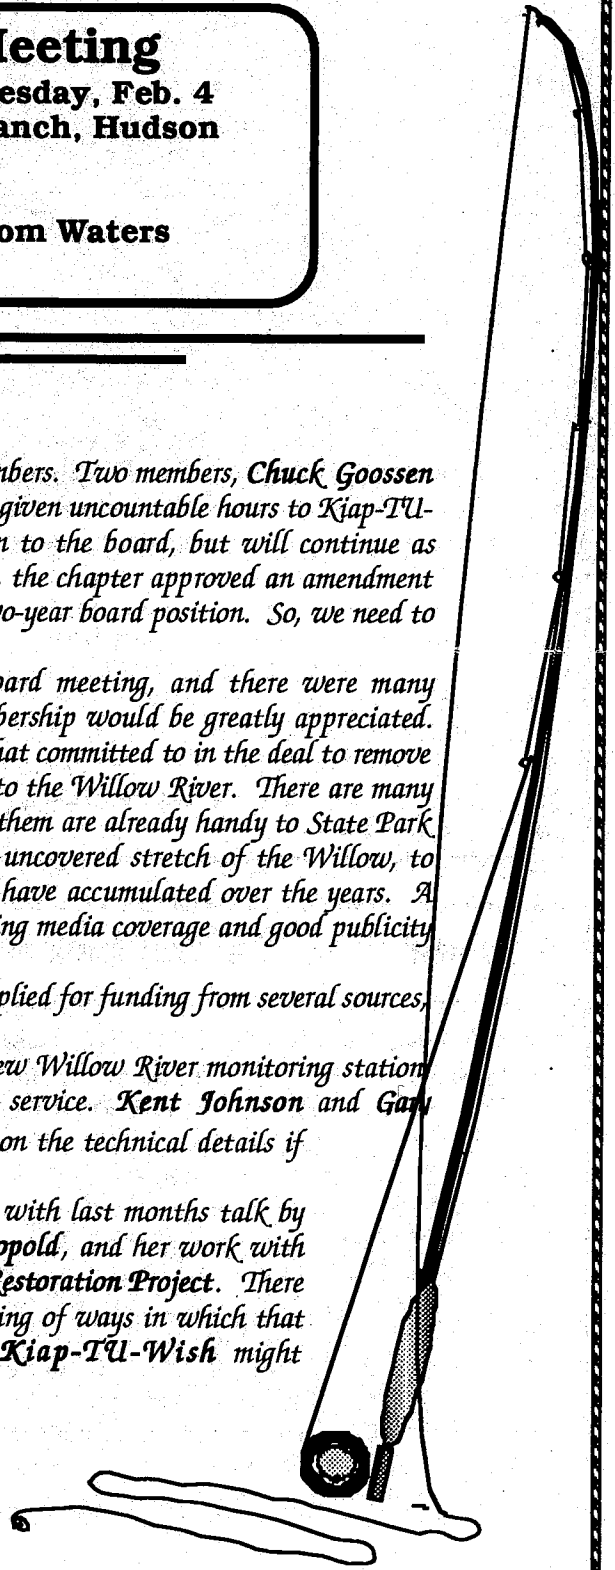 leeting
esday, Feb. 4
anch, Hudson
om Waters
nbers. Two members, Chuck Goossen
given uncountable hours to Kiap-TU-
n to the board, but will continue as
, the chapter approved an amendment
vo-year board position. So, we need to
oard meeting, and there were many
bership would be greatly appreciated.
hat committed to in the deal to remove
to the Willow River. There are many
them are already handy to State Park
uncovered stretch of the Willow, to
have accumulated over the years. A
ing media coverage and good publicity
plied for funding from several sources,
ew Willow River monitoring station,
service. Kent Johnson and Gary
on the technical details if
with last months talk by
opold, and her work with
Restoration Project. There
ing of ways in which that
Kiap-TU-Wish might